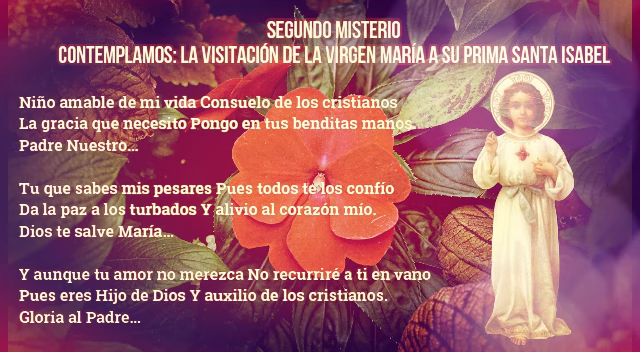 SEGUNDO MISTERIO
CONTEMPLAMOS: LA VISITACIÓN DE LA VIRGEN MARÍA A SU PRIMA SANTA ISABEL
Niño amable de mi vida Consuelo de los cristianos
La gracia que necesito Pongo en tus benditas manos.
Padre Nuestro...
Tu que sabes mis pesares Pues todos te los confío
Da la paz a los turbados Y alivio al corazón mío.
Dios te salve María...
Y aunque tu amor no merezca No recurriré a ti en vano
Pues eres Hijo de Dios Y auxilio de los cristianos.
Gloria al Padre...